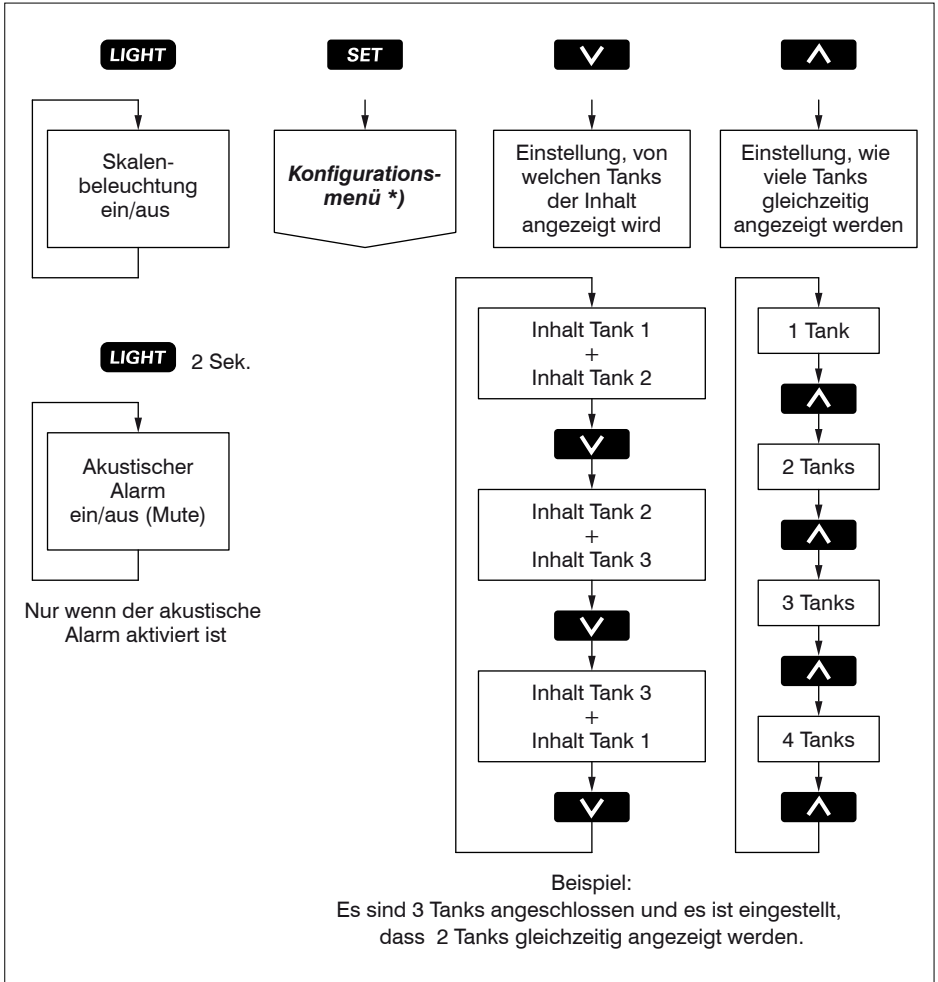 LIGHT
Skalen-
beleuchtung
ein/aus
LIGHT 2 Sek.
Akustischer
Alarm
ein/aus (Mute)
Nur wenn der akustische
Alarm aktiviert ist
SET
Konfigurations-
menü *)
Einstellung, von
welchen Tanks
der Inhalt
angezeigt wird
Inhalt Tank 1
+
Inhalt Tank 2
Inhalt Tank 2
+
Inhalt Tank 3
Inhalt Tank 3
+
Inhalt Tank 1
Einstellung, wie
viele Tanks
gleichzeitig
angezeigt werden
1 Tank
2 Tanks
3 Tanks
4 Tanks
Beispiel:
Es sind 3 Tanks angeschlossen und es ist eingestellt,
dass 2 Tanks gleichzeitig angezeigt werden.